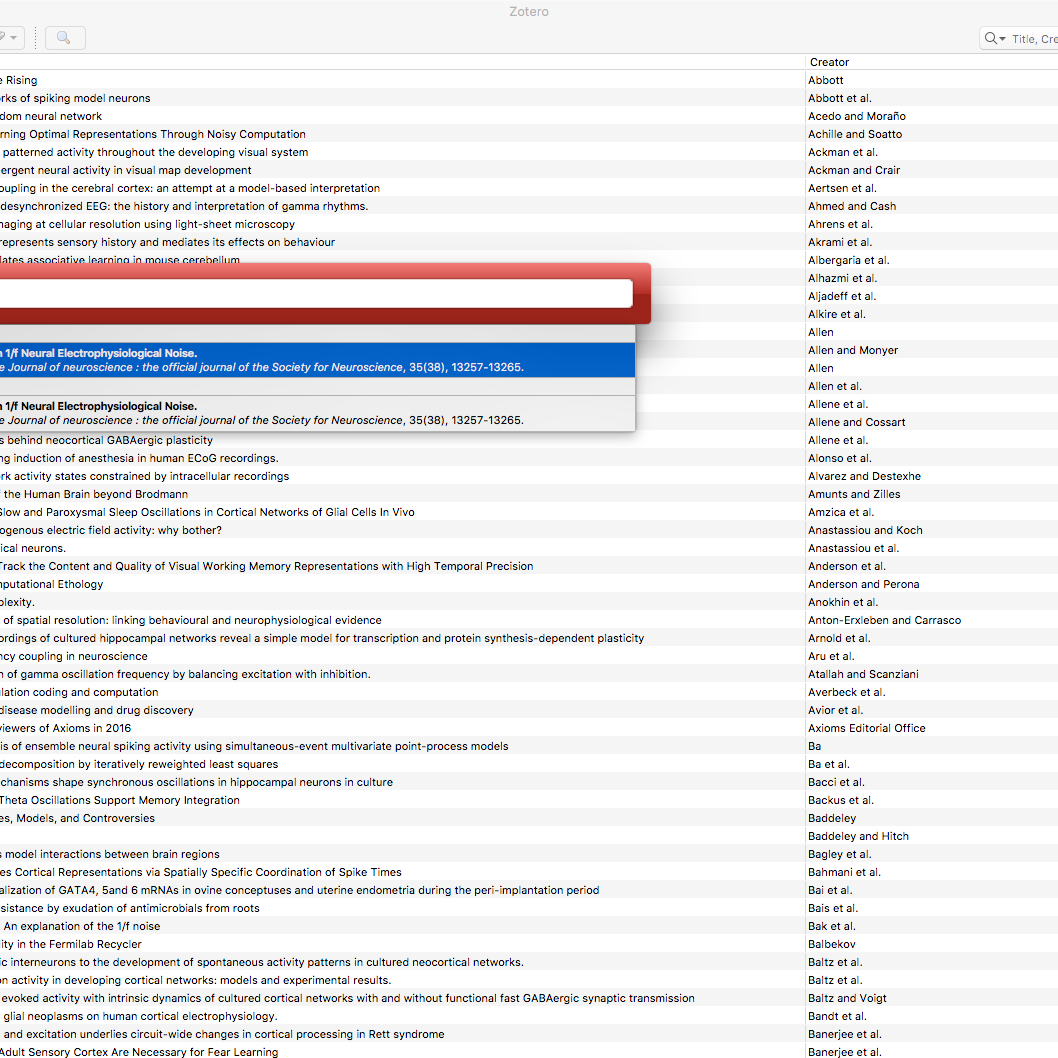 Zotero
Title, Cre
Creator
e Rising Abbott
rks of spiking model neurons Abbott et al.
dom neural network Acedo and Moraño
rning Optimal Representations Through Noisy Computation Achille and Soatto
patterned activity throughout the developing visual system Ackman et al.
ergent neural activity in visual map development Ackman and Crair
oupling in the cerebral cortex: an attempt at a model-based interpretation Aertsen et al.
desynchronized EEG: the history and interpretation of gamma rhythms. Ahmed and Cash
naging at cellular resolution using light-sheet microscopy Ahrens et al.
represents sensory history and mediates its effects on behaviour Akrami et al.
lates associative learning in mouse cerebellum Albergaria et al.
Alhazmi et al.
Aljadeff et al.
Alkire et al.
Allen
n 1/f Neural Electrophysiological Noise. Allen and Monyer
e Journal of neuroscience : the official journal of the Society for Neuroscience, 35(38), 13257-13265. Allen
Allen et al.
n 1/f Neural Electrophysiological Noise. Allene et al.
e Journal of neuroscience : the official journal of the Society for Neuroscience, 35(38), 13257-13265. Allene and Cossart
s behind neocortical GABAergic plasticity Allene et al.
ng induction of anesthesia in human ECoG recordings. Alonso et al.
rk activity states constrained by intracellular recordings Alvarez and Destexhe
f the Human Brain beyond Brodmann Amunts and Zilles
Slow and Paroxysmal Sleep Oscillations in Cortical Networks of Glial Cells In Vivo Amzica et al.
ogenous electric field activity: why bother? Anastassiou and Koch
ical neurons. Anastassiou et al.
Track the Content and Quality of Visual Working Memory Representations with High Temporal Precision Anderson et al.
mputational Ethology Anderson and Perona
plexity. Anokhin et al.
of spatial resolution: linking behavioural and neurophysiological evidence Anton-Erxleben and Carrasco
ordings of cultured hippocampal networks reveal a simple model for transcription and protein synthesis-dependent plasticity Arnold et al.
ncy coupling in neuroscience Aru et al.
n of gamma oscillation frequency by balancing excitation with inhibition. Atallah and Scanziani
ulation coding and computation Averbeck et al.
disease modelling and drug discovery Avior et al.
viewers of Axioms in 2016 Axioms Editorial Office
is of ensemble neural spiking activity using simultaneous-event multivariate point-process models Ba
decomposition by iteratively reweighted least squares Ba et al.
chanisms shape synchronous oscillations in hippocampal neurons in culture Bacci et al.
Theta Oscillations Support Memory Integration Backus et al.
es, Models, and Controversies Baddeley
Baddeley and Hitch
s model interactions between brain regions Bagley et al.
es Cortical Representations via Spatially Specific Coordination of Spike Times Bahmani et al.
alization of GATA4, 5and 6 mRNAs in ovine conceptuses and uterine endometria during the peri-implantation period Bai et al.
sistance by exudation of antimicrobials from roots Bais et al.
An explanation of the 1/f noise Bak et al.
ity in the Fermilab Recycler Balbekov
ic interneurons to the development of spontaneous activity patterns in cultured neocortical networks. Baltz et al.
on activity in developing cortical networks: models and experimental results. Baltz et al.
evoked activity with intrinsic dynamics of cultured cortical networks with and without functional fast GABAergic synaptic transmission Baltz and Voigt
glial neoplasms on human cortical electrophysiology. Bandt et al.
and excitation underlies circuit-wide changes in cortical processing in Rett syndrome Banerjee et al.
Adult Sensory Cortex Are Necessary for Fear Learning Banerjee et al.